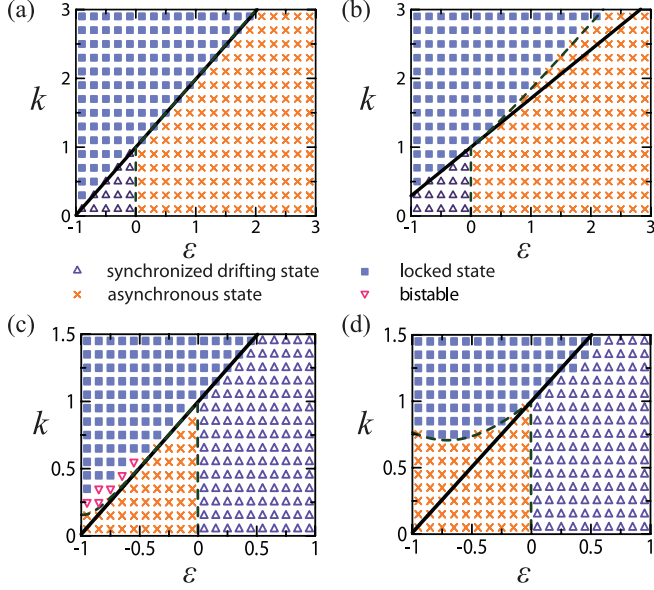 (a) (b)
3 3
2 2
k k
1 1
0 0
-1 0 1 2 3 -1 0 1 2 3
ε ε
synchronized drifting state locked state
asynchronous state bistable
(c) (d)
1.5 1.5
1 1
k k
0.5 0.5
0 0
-1 -0.5 0 0.5 1 -1 -0.5 0 0.5 1
ε ε